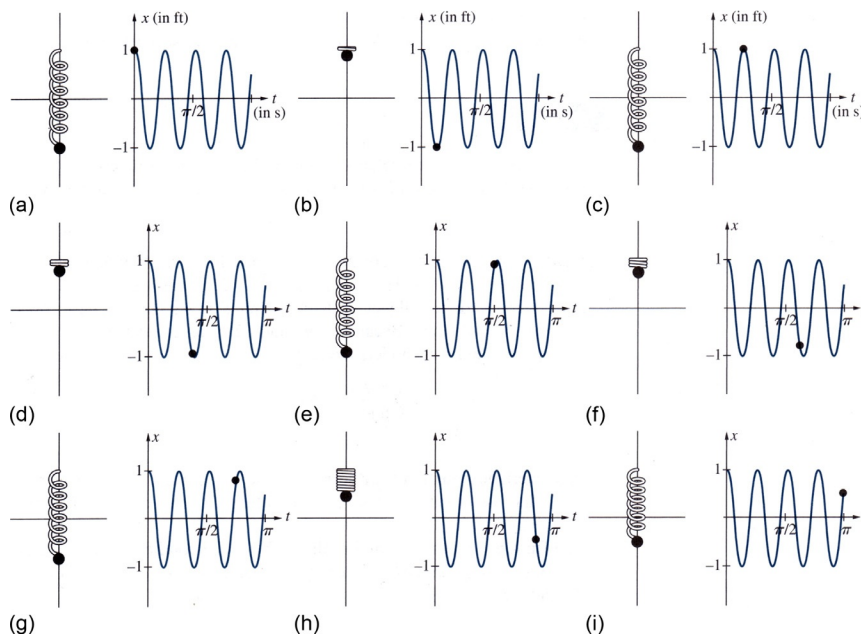 x (in ft) x (in ft) x (in ft)
1 1 1
t t t
π/2 (in s) π/2 (in s) π/2 (in s)
−1 −1 −1
(a) (b) (c)
x x x
1 1 1
π/2 π t π/2 π t π/2 π t
−1 −1 −1
(d) (e) (f)
x x x
1 1 1
π/2 π t π/2 π t π/2 π t
−1 −1 −1
(g) (h) (i)